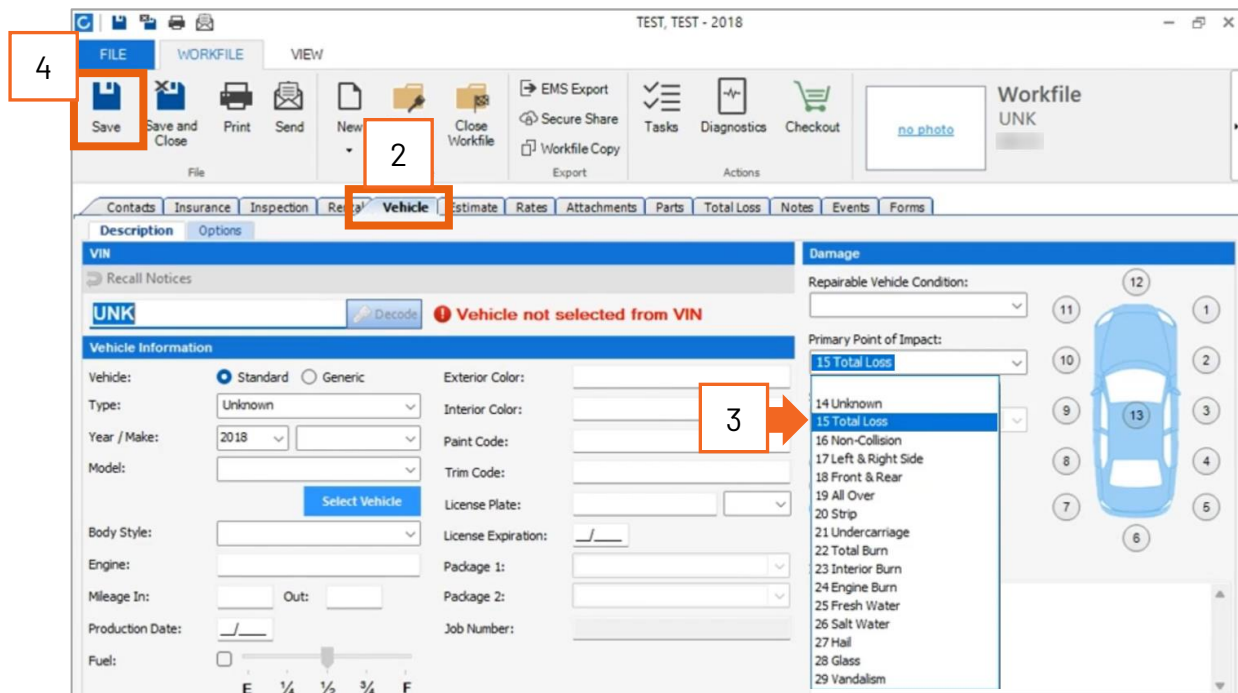 TEST, TEST - 2018
FILE WORKFILE VIEW
4
Save
Save and Close
Print
Send
New
Close Workfile
EMS Export
Secure Share
Workfile Copy
Tasks
Diagnostics
Checkout
File
Export
Actions
no photo
Workfile
UNK
2
Contacts Insurance Inspection Rental Vehicle Estimate Rates Attachments Parts Total Loss Notes Events Forms
Description Options
VIN
Recall Notices
UNK Decode Vehicle not selected from VIN
Vehicle Information
Vehicle: Standard Generic
Type: Unknown
Year / Make: 2018
Model:
Select Vehicle
Body Style:
Engine:
Mileage In: Out:
Production Date: _/___
Fuel:
E ¼ ½ ¾ F
Exterior Color:
Interior Color:
Paint Code:
Trim Code:
License Plate:
License Expiration: _/___
Package 1:
Package 2:
Job Number:
Damage
Repairable Vehicle Condition:
Primary Point of Impact:
15 Total Loss
3
14 Unknown
15 Total Loss
16 Non-Collision
17 Left & Right Side
18 Front & Rear
19 All Over
20 Strip
21 Undercarriage
22 Total Burn
23 Interior Burn
24 Engine Burn
25 Fresh Water
26 Salt Water
27 Hail
28 Glass
29 Vandalism
12
11 1
10 2
9 13 3
8 4
7 5
6